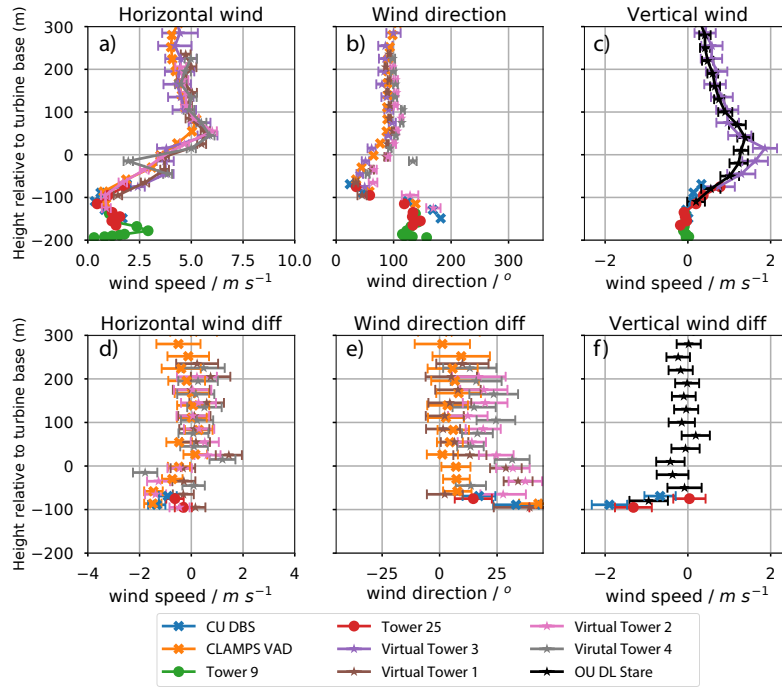 Horizontal wind
Wind direction
Vertical wind
Height relative to turbine base (m)
a)
b)
c)
300
200
100
0
−100
−200
0.0 2.5 5.0 7.5 10.0
0 100 200 300
−2 0 2
wind speed / m s⁻¹
wind direction / º
wind speed / m s⁻¹
Horizontal wind diff
Wind direction diff
Vertical wind diff
Height relative to turbine base (m)
d)
e)
f)
300
200
100
0
−100
−200
−4 −2 0 2 4
−25 0 25
−2 0 2
wind speed / m s⁻¹
wind direction / º
wind speed / m s⁻¹
CU DBS
CLAMPS VAD
Tower 9
Tower 25
Virtual Tower 3
Virtual Tower 1
Virtual Tower 2
Virutal Tower 4
OU DL Stare